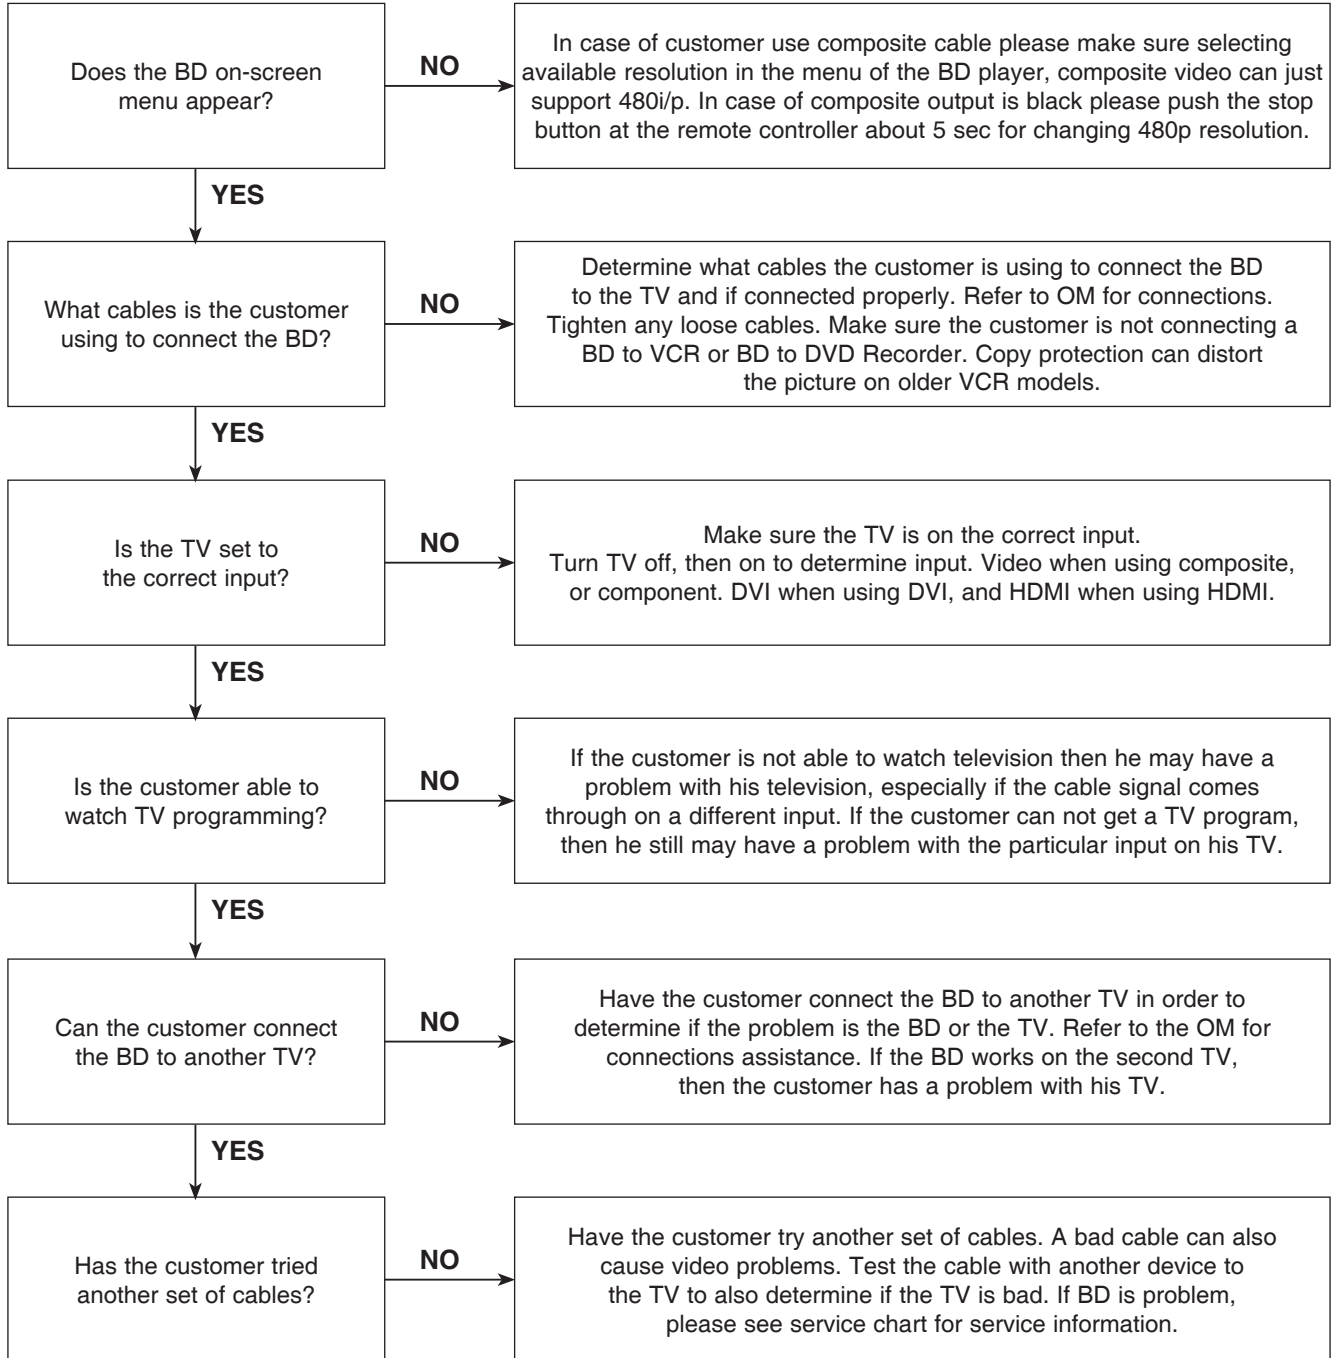 Does the BD on-screen
menu appear?
NO
In case of customer use composite cable please make sure selecting
available resolution in the menu of the BD player, composite video can just
support 480i/p. In case of composite output is black please push the stop
button at the remote controller about 5 sec for changing 480p resolution.
YES
What cables is the customer
using to connect the BD?
NO
Determine what cables the customer is using to connect the BD
to the TV and if connected properly. Refer to OM for connections.
Tighten any loose cables. Make sure the customer is not connecting a
BD to VCR or BD to DVD Recorder. Copy protection can distort
the picture on older VCR models.
YES
Is the TV set to
the correct input?
NO
Make sure the TV is on the correct input.
Turn TV off, then on to determine input. Video when using composite,
or component. DVI when using DVI, and HDMI when using HDMI.
YES
Is the customer able to
watch TV programming?
NO
If the customer is not able to watch television then he may have a
problem with his television, especially if the cable signal comes
through on a different input. If the customer can not get a TV program,
then he still may have a problem with the particular input on his TV.
YES
Can the customer connect
the BD to another TV?
NO
Have the customer connect the BD to another TV in order to
determine if the problem is the BD or the TV. Refer to the OM for
connections assistance. If the BD works on the second TV,
then the customer has a problem with his TV.
YES
Has the customer tried
another set of cables?
NO
Have the customer try another set of cables. A bad cable can also
cause video problems. Test the cable with another device to
the TV to also determine if the TV is bad. If BD is problem,
please see service chart for service information.